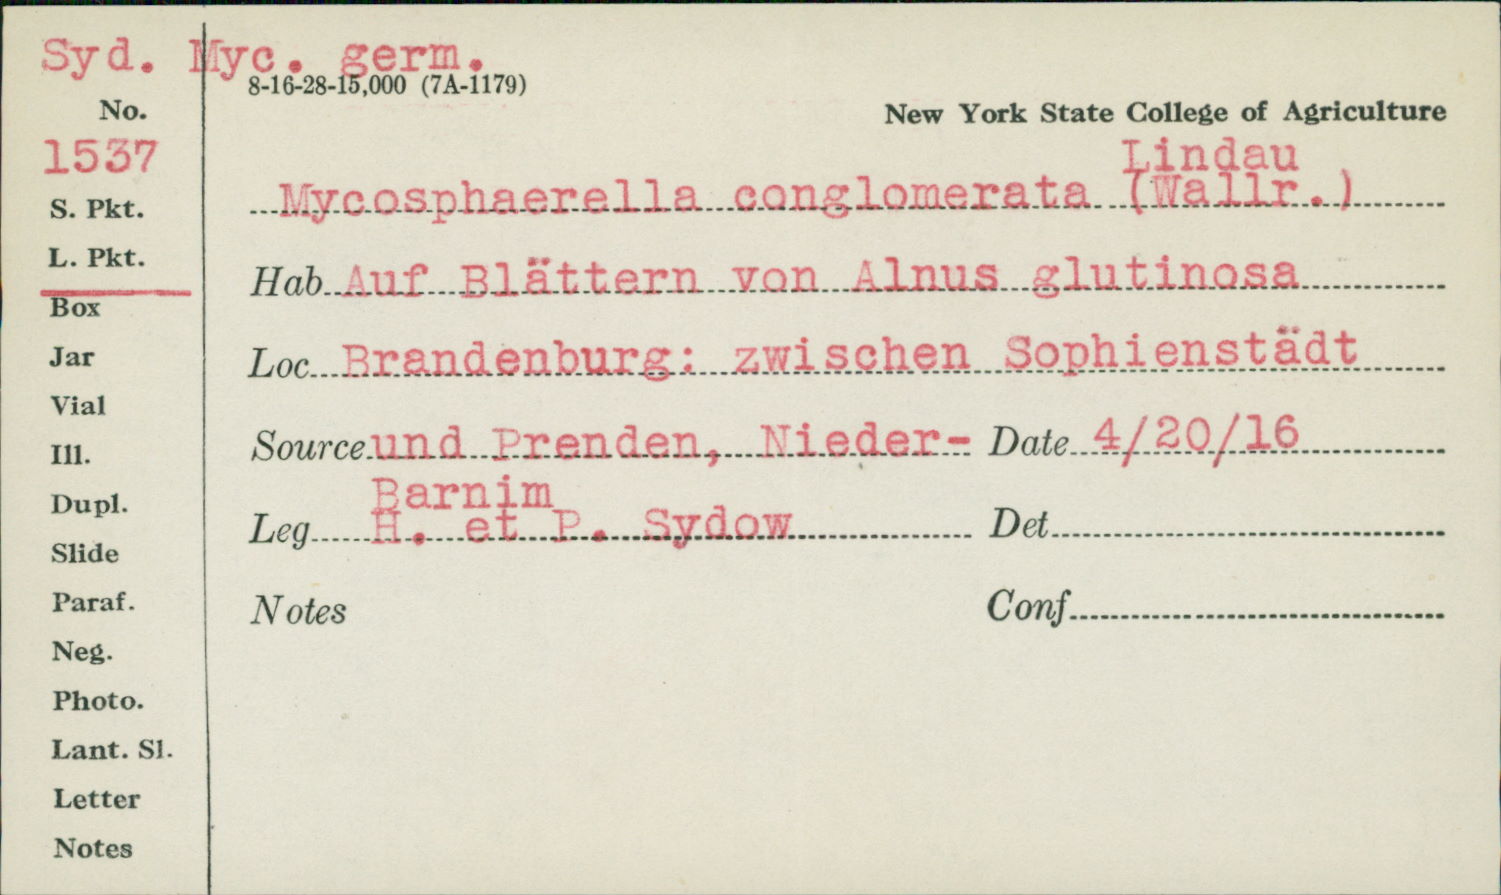 Syd. Myc. germ.
8-16-28-15,000 (7A-1179)
No.
New York State College of Agriculture
1537
Lindau
S. Pkt.
Mycosphaerella conglomerata (Wallr.)
L. Pkt.
Hab Auf Blättern von Alnus glutinosa
Box
Jar
Loc Brandenburg: zwischen Sophienstädt
Vial
Ill.
Source und Prenden, Nieder- Date 4/20/16
Barnim
Dupl.
Leg H. et P. Sydow Det
Slide
Paraf.
Notes Conf
Neg.
Photo.
Lant. Sl.
Letter
Notes